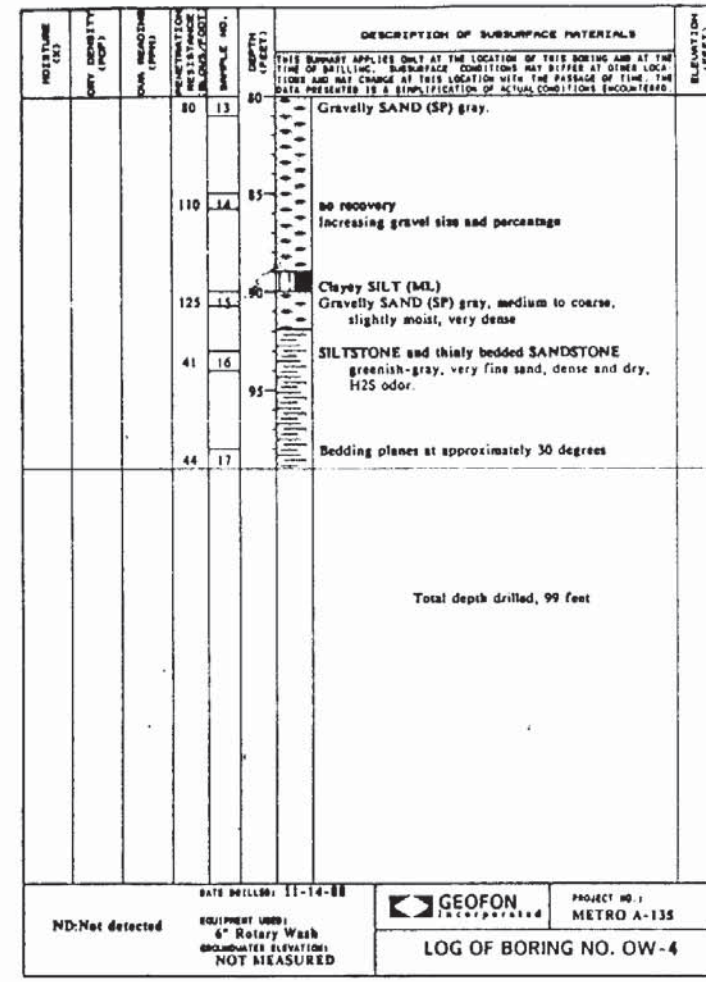 MOISTURE (%)
DRY DENSITY (PCF)
OVA READING (PPM)
PENETRATION RESISTANCE BLOWS/FOOT
SAMPLE NO.
DEPTH (FEET)
DESCRIPTION OF SUBSURFACE MATERIALS
ELEVATION (FEET)
THIS SUMMARY APPLIES ONLY AT THE LOCATION OF THIS BORING AND AT THE
TIME OF DRILLING. SUBSURFACE CONDITIONS MAY DIFFER AT OTHER LOCA-
TIONS AND MAY CHANGE AT THIS LOCATION WITH THE PASSAGE OF TIME. THE
DATA PRESENTED IS A SIMPLIFICATION OF ACTUAL CONDITIONS ENCOUNTERED.
80
80 13 Gravelly SAND (SP) gray.
85
110 14 no recovery
Increasing gravel size and percentage
Clayey SILT (ML)
90
125 15 Gravelly SAND (SP) gray, medium to coarse,
slightly moist, very dense
SILTSTONE and thinly bedded SANDSTONE
41 16 greenish-gray, very fine sand, dense and dry,
95 H2S odor.
Bedding planes at approximately 30 degrees
44 17
Total depth drilled, 99 feet
ND:Not detected
DATE DRILLED: 11-14-88
EQUIPMENT USED:
6" Rotary Wash
GROUNDWATER ELEVATION:
NOT MEASURED
GEOFON
Incorporated
PROJECT NO.:
METRO A-135
LOG OF BORING NO. OW-4